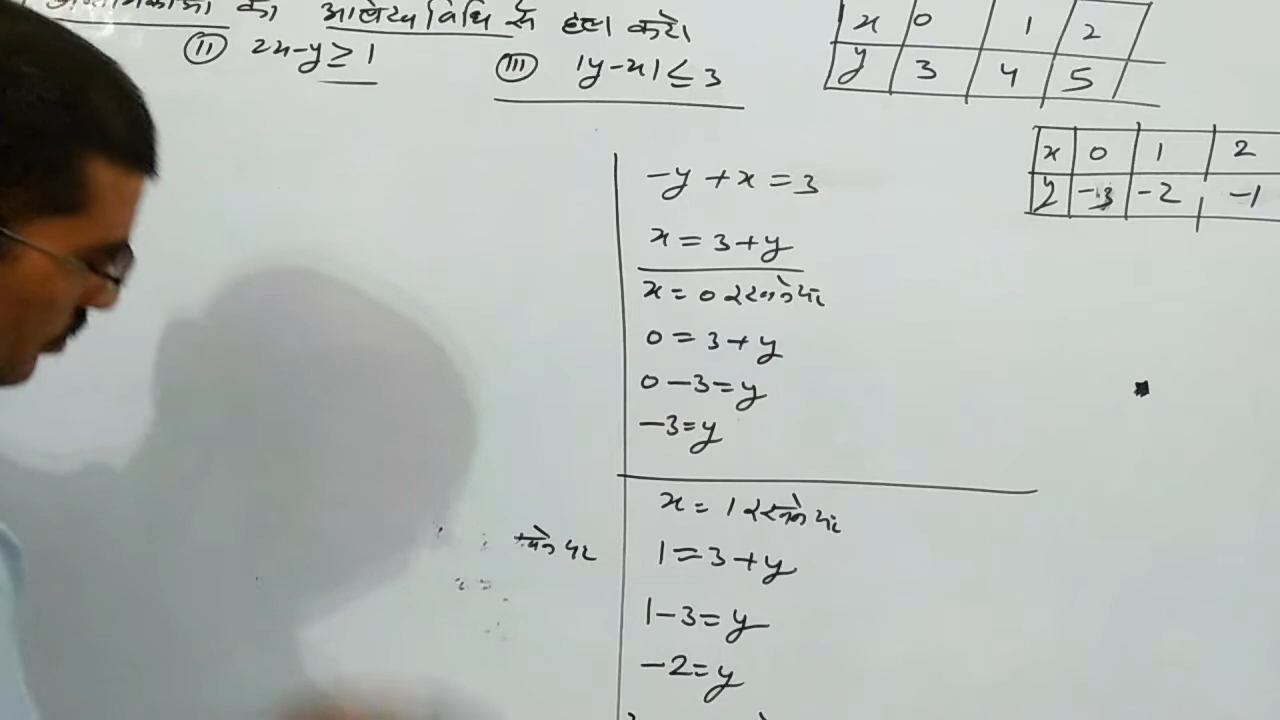 का आलेखन विधि से हल करो।
(II) 2x-y ≥ 1
(III) |y-x| ≤ 3
x 0 1 2
y 3 4 5
x 0 1 2
y -3 -2 -1
-y + x = 3
x = 3+y
x = 0 रखने पर
0 = 3+y
0-3=y
-3=y
x = 1 रखने पर
1=3+y
1-3=y
-2=y
पर